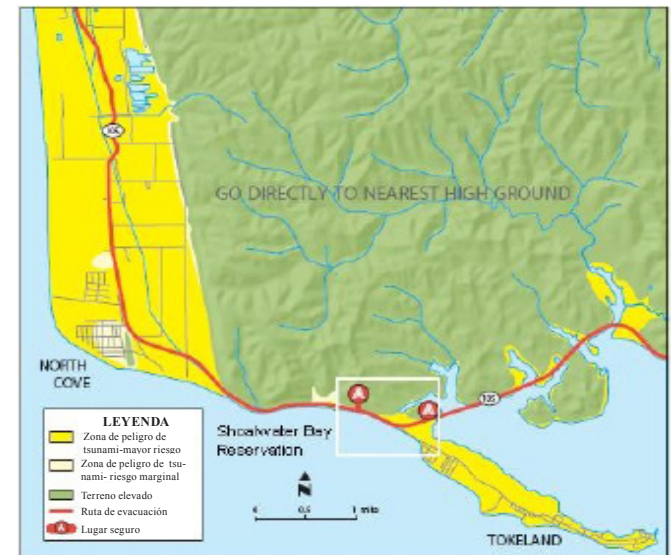 105
GO DIRECTLY TO NEAREST HIGH GROUND
NORTH
COVE
A
A
105
Shoalwater Bay
Reservation
LEYENDA
Zona de peligro de
tsunami-mayor riesgo
Zona de peligro de tsu-
nami- riesgo marginal
Terreno elevado
Ruta de evacuación
A Lugar seguro
N
0 0.5 1 mile
TOKELAND